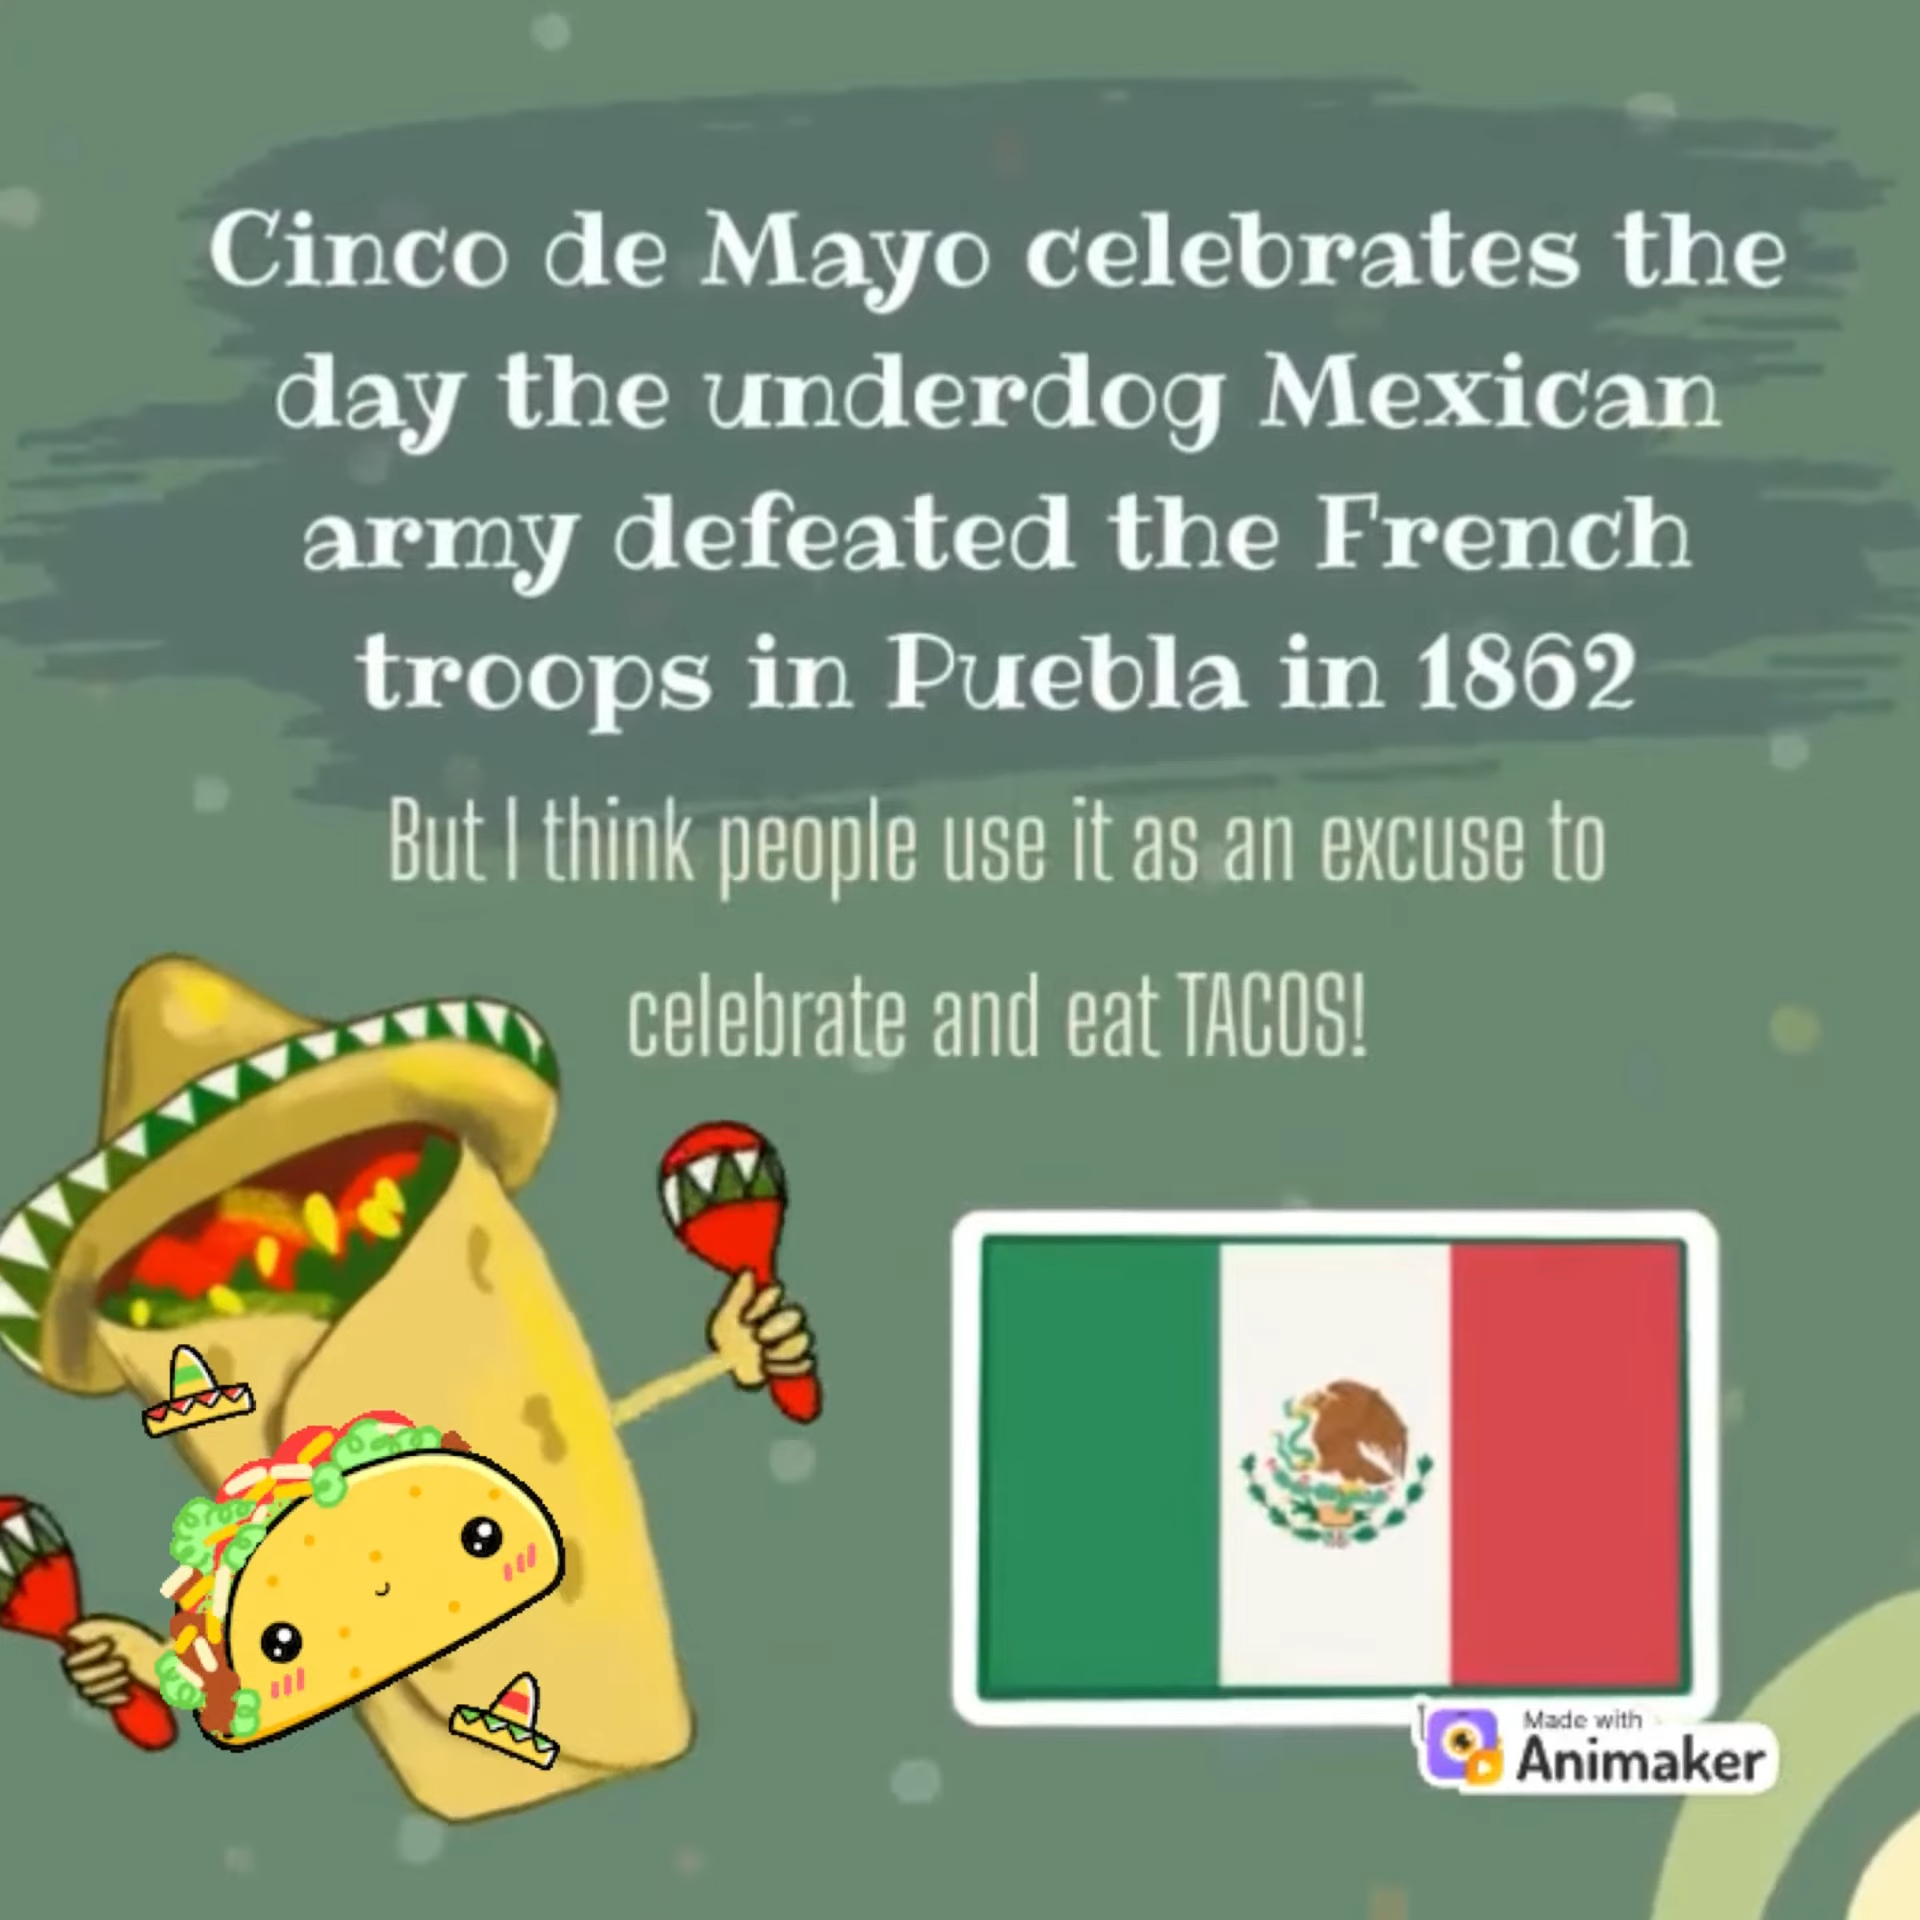 Cinco de Mayo celebrates the
day the underdog Mexican
army defeated the French
troops in Puebla in 1862
But I think people use it as an excuse to
celebrate and eat TACOS!
Made with
Animaker